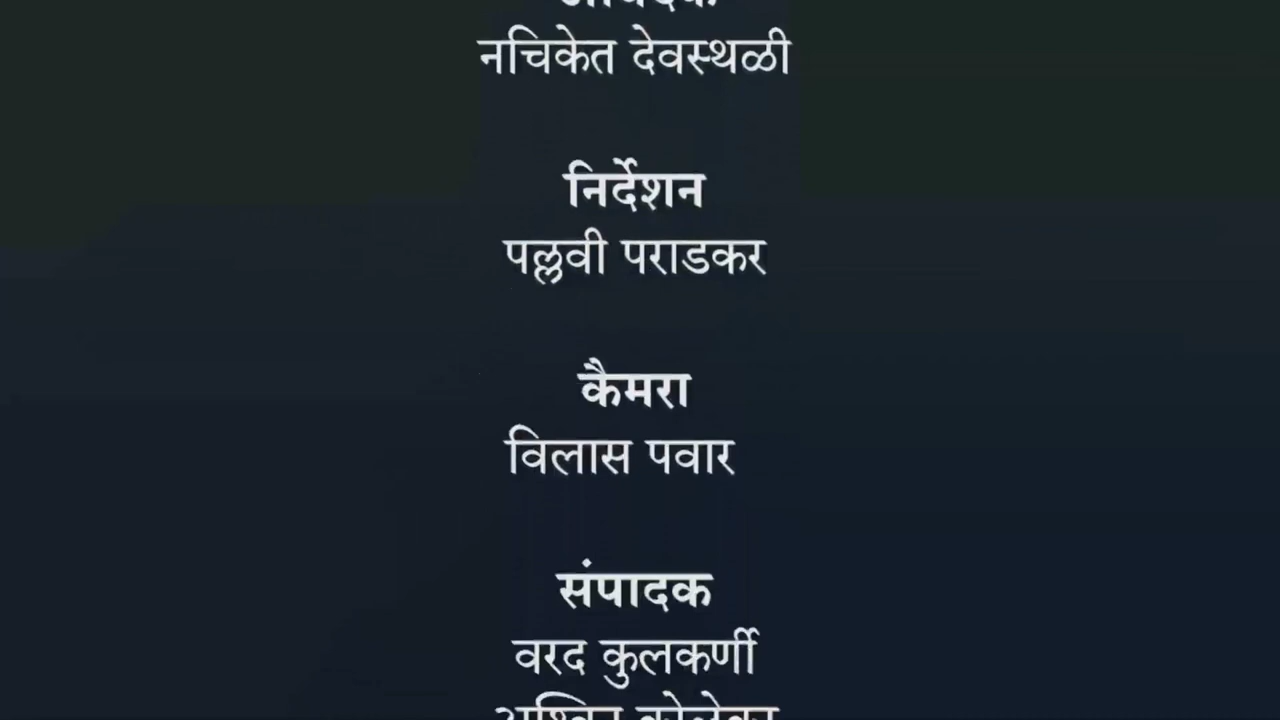 नचिकेत देवस्थळी
निर्देशन
पल्लवी पराडकर
कैमरा
विलास पवार
संपादक
वरद कुलकर्णी